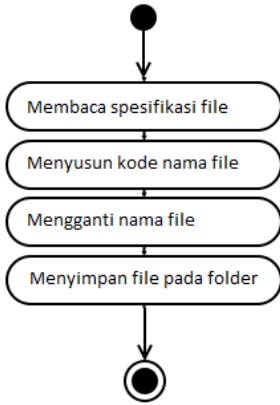 Membaca spesifikasi file
Menyusun kode nama file
Mengganti nama file
Menyimpan file pada folder